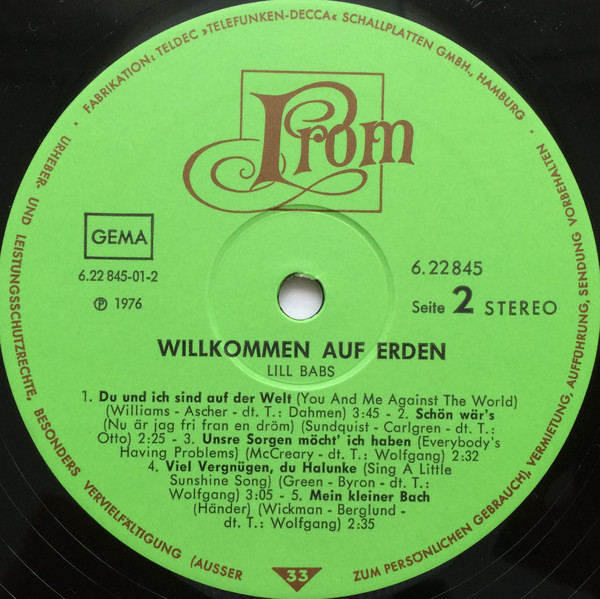 · FABRIKATION: TELDEC »TELEFUNKEN-DECCA« SCHALLPLATTEN GMBH, HAMBURG ·
URHEBER- UND LEISTUNGSSCHUTZRECHTE, BESONDERS VERVIELFÄLTIGUNG (AUSSER
ZUM PERSÖNLICHEN GEBRAUCH), VERMIETUNG, AUFFÜHRUNG, SENDUNG VORBEHALTEN
Prom
GEMA
6.22 845-01-2
Ⓟ 1976
6.22845
Seite 2 STEREO
WILLKOMMEN AUF ERDEN
LILL BABS
1. Du und ich sind auf der Welt (You And Me Against The World)
(Williams - Ascher - dt. T.: Dahmen) 3:45 - 2. Schön wär's
(Nu är jag fri fran en dröm) (Sundquist - Carlgren - dt. T.:
Otto) 2:25 - 3. Unsre Sorgen möcht' ich haben (Everybody's
Having Problems) (McCreary - dt. T.: Wolfgang) 2:32
4. Viel Vergnügen, du Halunke (Sing A Little
Sunshine Song) (Green - Byron - dt. T.:
Wolfgang) 3:05 - 5. Mein kleiner Bach
(Händer) (Wickman - Berglund -
dt. T.: Wolfgang) 2:35
33